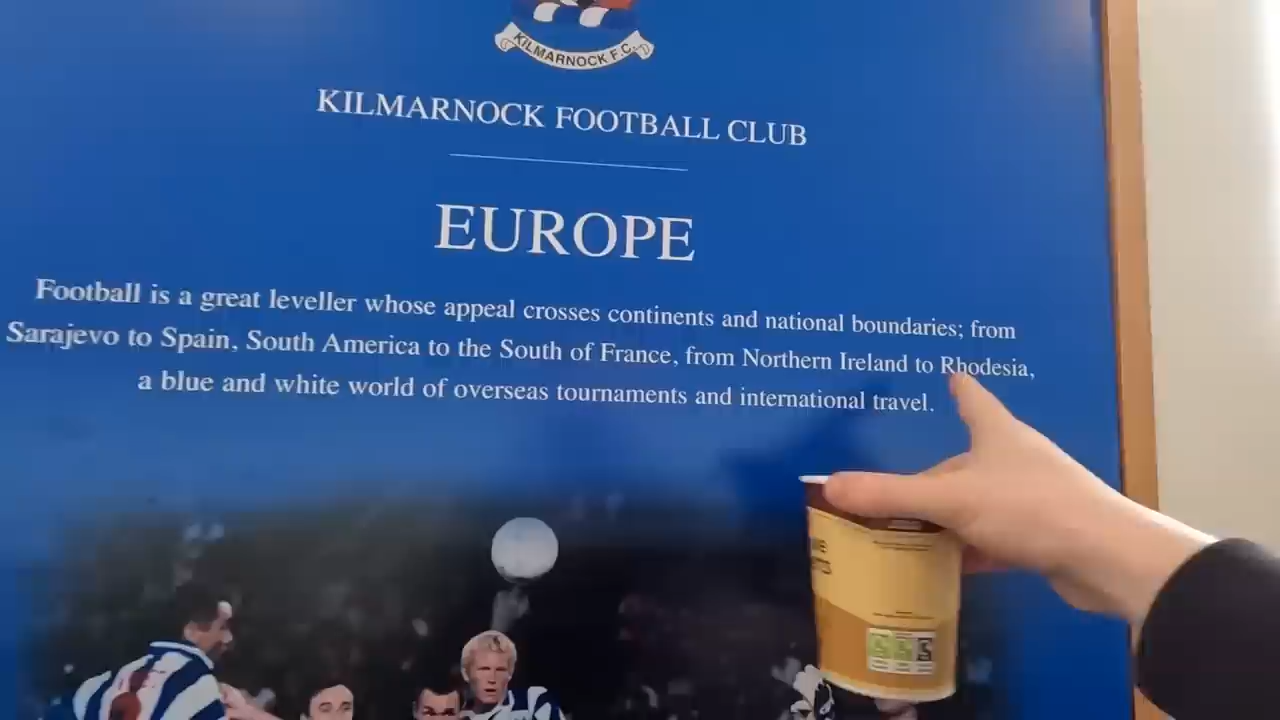 KILMARNOCK F.C.
KILMARNOCK FOOTBALL CLUB
EUROPE
Football is a great leveller whose appeal crosses continents and national boundaries; from
Sarajevo to Spain, South America to the South of France, from Northern Ireland to Rhodesia,
a blue and white world of overseas tournaments and international travel.